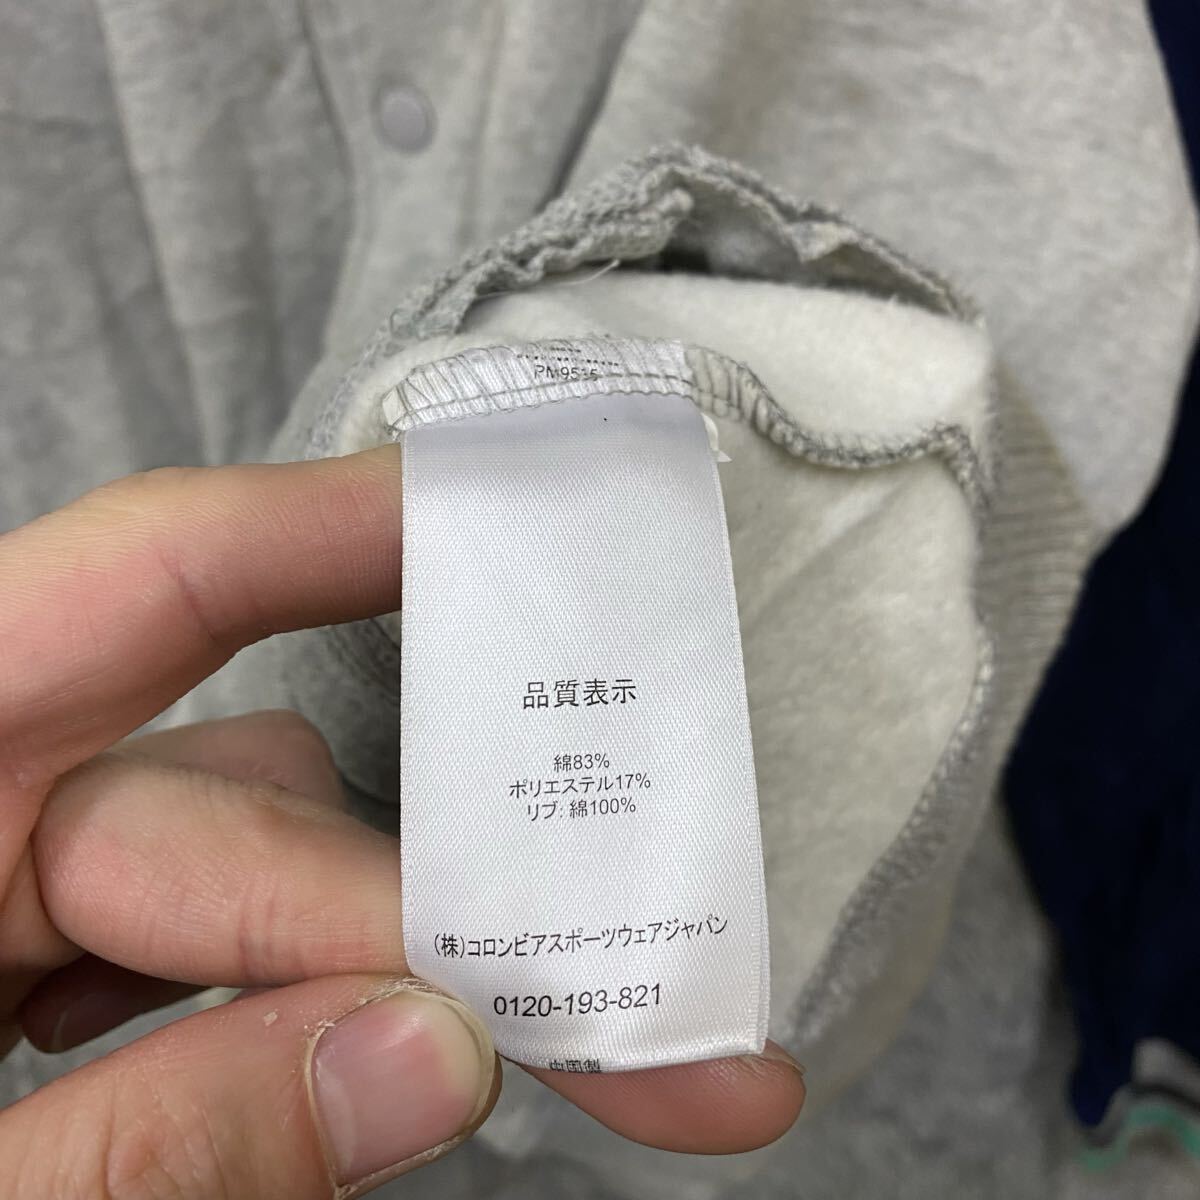 品質表示
綿83%
ポリエステル17%
リブ: 綿100%
(株)コロンビアスポーツウェアジャパン
0120-193-821
中国製